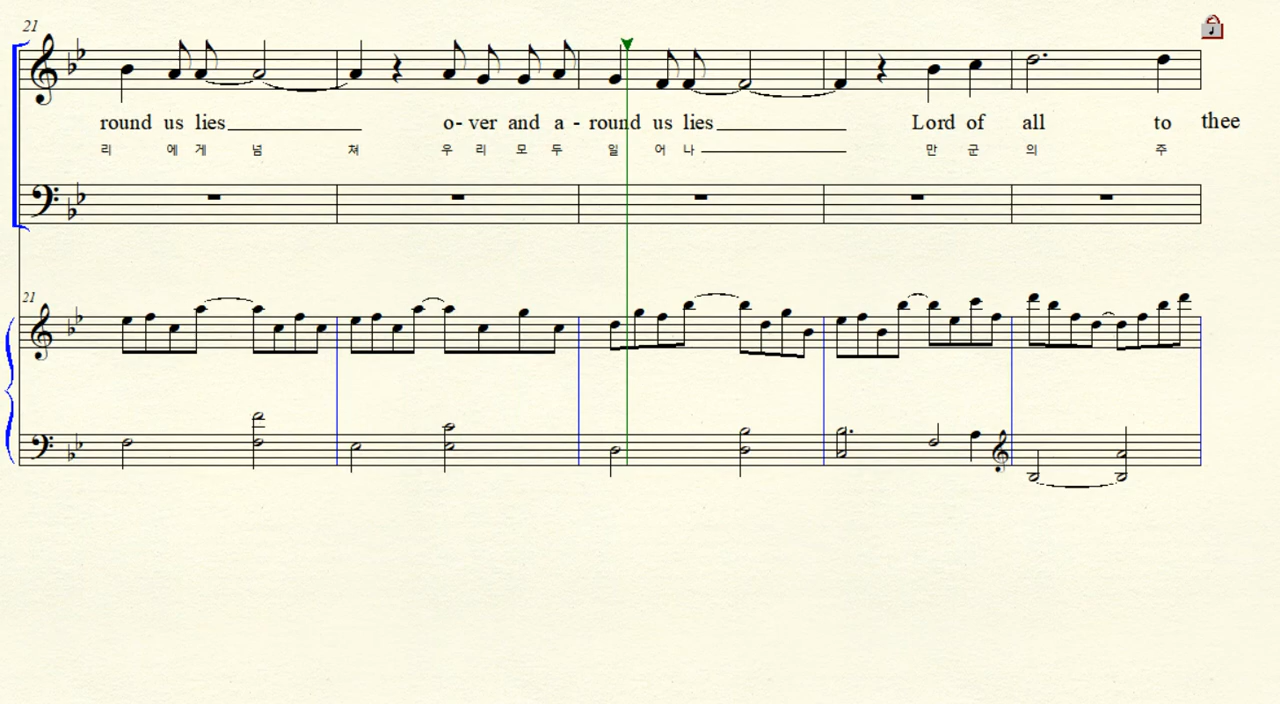 21
round us lies o- ver and a - round us lies Lord of all to thee
리 에 게 넘 쳐 우 리 모 두 일 어 나 만 군 의 주
21